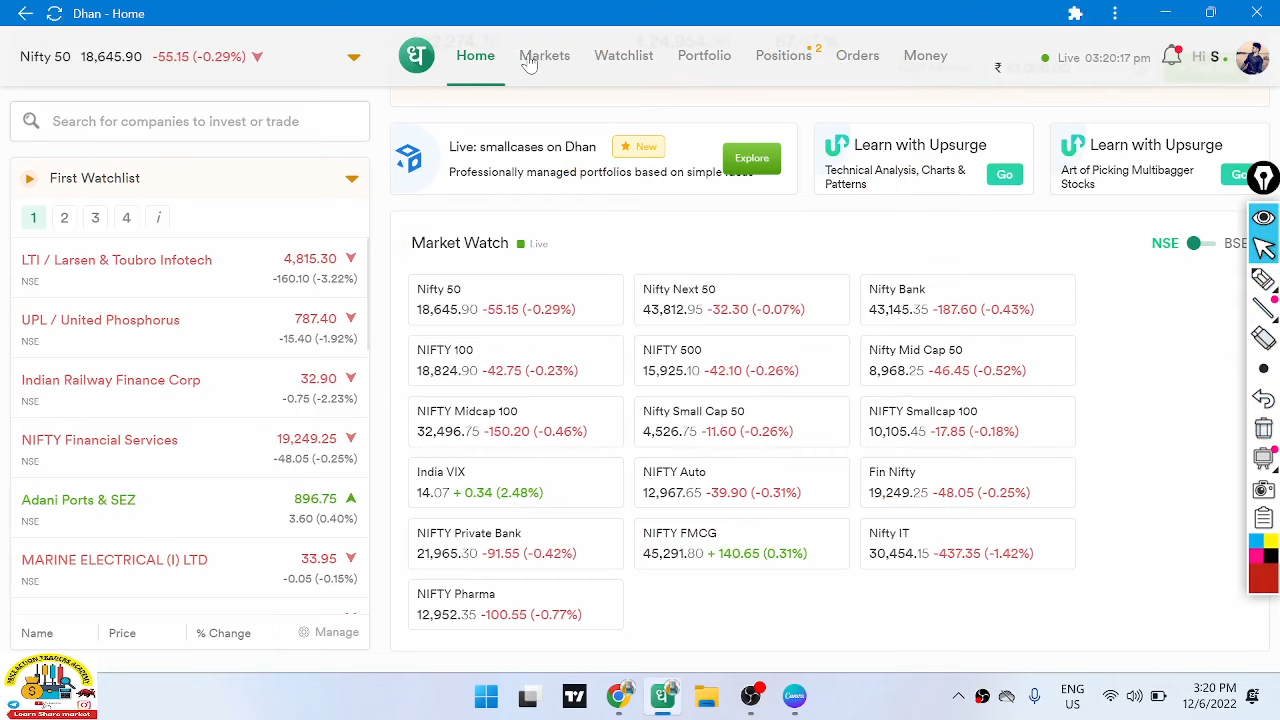 Dhan - Home
Nifty 50 18,645.90 -55.15 (-0.29%)
ध
Home Markets Watchlist Portfolio Positions 2 Orders Money
₹
Live 03:20:17 pm
Hi S
Search for companies to invest or trade
Live: smallcases on Dhan New
Professionally managed portfolios based on simple
Explore
Learn with Upsurge
Technical Analysis, Charts & Patterns
Go
Learn with Upsurge
Art of Picking Multibagger Stocks
Go
First Watchlist
1 2 3 4 i
LTI / Larsen & Toubro Infotech 4,815.30
NSE -160.10 (-3.22%)
UPL / United Phosphorus 787.40
NSE -15.40 (-1.92%)
Indian Railway Finance Corp 32.90
NSE -0.75 (-2.23%)
NIFTY Financial Services 19,249.25
NSE -48.05 (-0.25%)
Adani Ports & SEZ 896.75
NSE 3.60 (0.40%)
MARINE ELECTRICAL (I) LTD 33.95
NSE -0.05 (-0.15%)
Name Price % Change Manage
Market Watch Live
NSE BSE
Nifty 50
18,645.90 -55.15 (-0.29%)
Nifty Next 50
43,812.95 -32.30 (-0.07%)
Nifty Bank
43,145.35 -187.60 (-0.43%)
NIFTY 100
18,824.90 -42.75 (-0.23%)
NIFTY 500
15,925.10 -42.10 (-0.26%)
Nifty Mid Cap 50
8,968.25 -46.45 (-0.52%)
NIFTY Midcap 100
32,496.75 -150.20 (-0.46%)
Nifty Small Cap 50
4,526.75 -11.60 (-0.26%)
NIFTY Smallcap 100
10,105.45 -17.85 (-0.18%)
India VIX
14.07 + 0.34 (2.48%)
NIFTY Auto
12,967.65 -39.90 (-0.31%)
Fin Nifty
19,249.25 -48.05 (-0.25%)
NIFTY Private Bank
21,965.30 -91.55 (-0.42%)
NIFTY FMCG
45,291.80 + 140.65 (0.31%)
Nifty IT
30,454.15 -437.35 (-1.42%)
NIFTY Pharma
12,952.35 -100.55 (-0.77%)
TRADERS ACADEMY
Learn Sharemarket
ENG
US
3:20 PM
12/6/2022